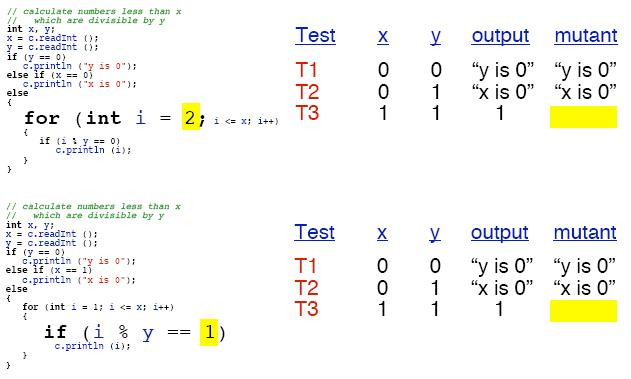 // calculate numbers less than x
//   which are divisible by y
int x, y;
x = c.readInt ();
y = c.readInt ();
if (y == 0)
c.println ("y is 0");
else if (x == 0)
c.println ("x is 0");
else
{
for (int i = 2; i <= x; i++)
{
if (i % y == 0)
c.println (i);
}
}
Test x y output mutant
T1 0 0 “y is 0” “y is 0”
T2 0 1 “x is 0” “x is 0”
T3 1 1 1
// calculate numbers less than x
//   which are divisible by y
int x, y;
x = c.readInt ();
y = c.readInt ();
if (y == 0)
c.println ("y is 0");
else if (x == 1)
c.println ("x is 0");
else
{
for (int i = 1; i <= x; i++)
{
if (i % y == 1)
c.println (i);
}
}
Test x y output mutant
T1 0 0 “y is 0” “y is 0”
T2 0 1 “x is 0” “x is 0”
T3 1 1 1